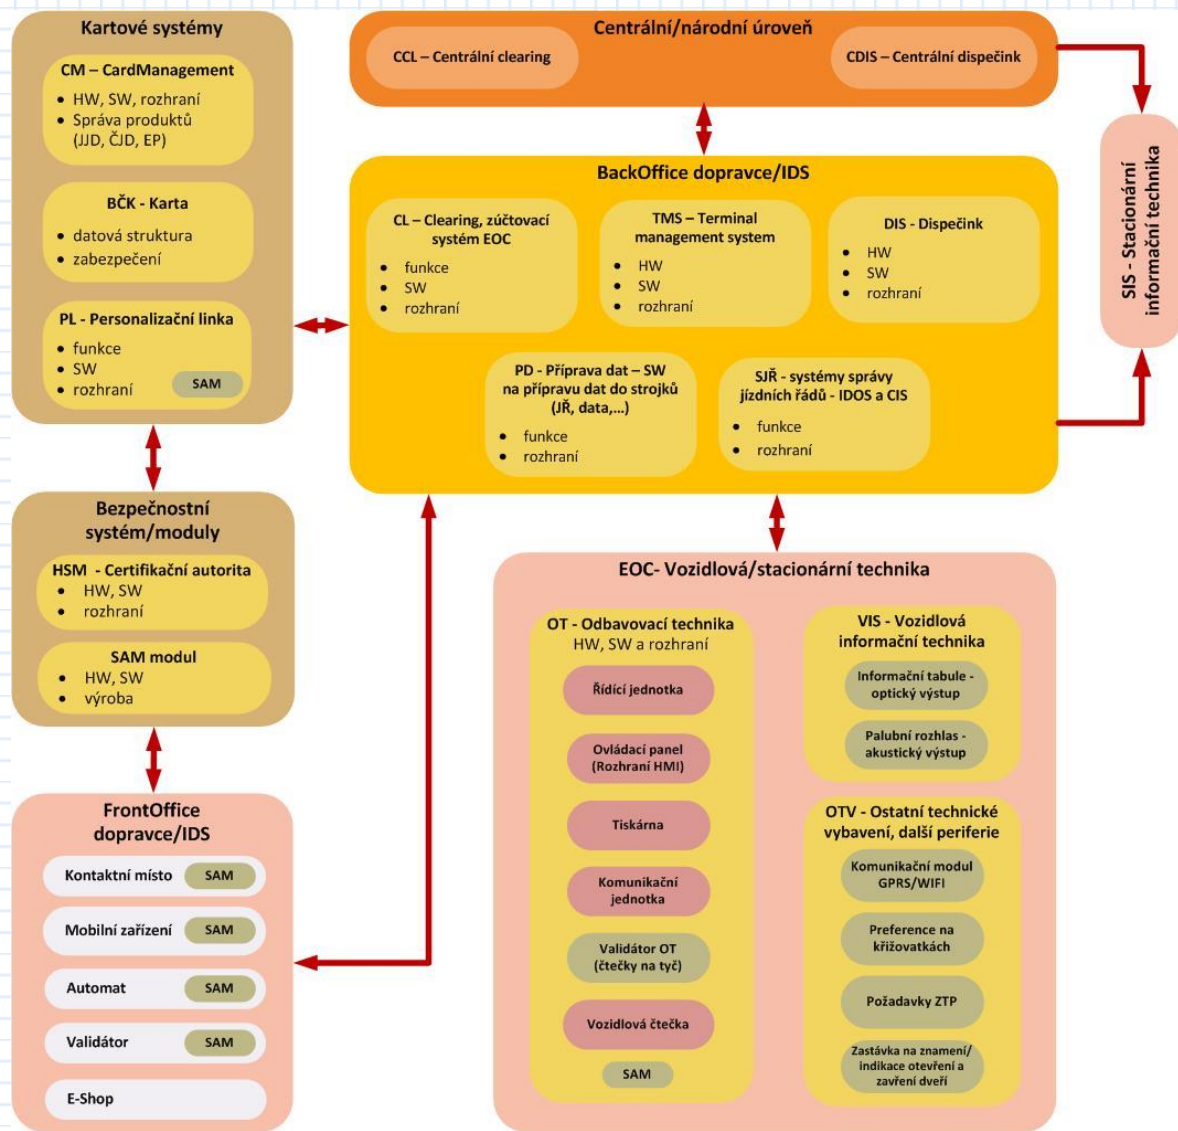 Kartové systémy
CM – CardManagement
• HW, SW, rozhraní
• Správa produktů
(JJD, ČJD, EP)
BČK - Karta
• datová struktura
• zabezpečení
PL - Personalizační linka
• funkce
• SW
• rozhraní
SAM
Bezpečnostní
systém/moduly
HSM - Certifikační autorita
• HW, SW
• rozhraní
SAM modul
• HW, SW
• výroba
FrontOffice
dopravce/IDS
Kontaktní místo SAM
Mobilní zařízení SAM
Automat SAM
Validátor SAM
E-Shop
Centrální/národní úroveň
CCL – Centrální clearing
CDIS – Centrální dispečink
BackOffice dopravce/IDS
CL – Clearing, zúčtovací
systém EOC
• funkce
• SW
• rozhraní
TMS – Terminal
management system
• HW
• SW
• rozhraní
DIS - Dispečink
• HW
• SW
• rozhraní
PD - Příprava dat – SW
na přípravu dat do strojků
(JŘ, data,...)
• funkce
• rozhraní
SJŘ - systémy správy
jízdních řádů - IDOS a CIS
• funkce
• rozhraní
SIS - Stacionární
informační technika
EOC- Vozidlová/stacionární technika
OT - Odbavovací technika
HW, SW a rozhraní
Řídící jednotka
Ovládací panel
(Rozhraní HMI)
Tiskárna
Komunikační
jednotka
Validátor OT
(čtečky na tyč)
Vozidlová čtečka
SAM
VIS - Vozidlová
informační technika
Informační tabule -
optický výstup
Palubní rozhlas -
akustický výstup
OTV - Ostatní technické
vybavení, další periferie
Komunikační modul
GPRS/WIFI
Preference na
křižovatkách
Požadavky ZTP
Zastávka na znamení/
indikace otevření a
zavření dveří